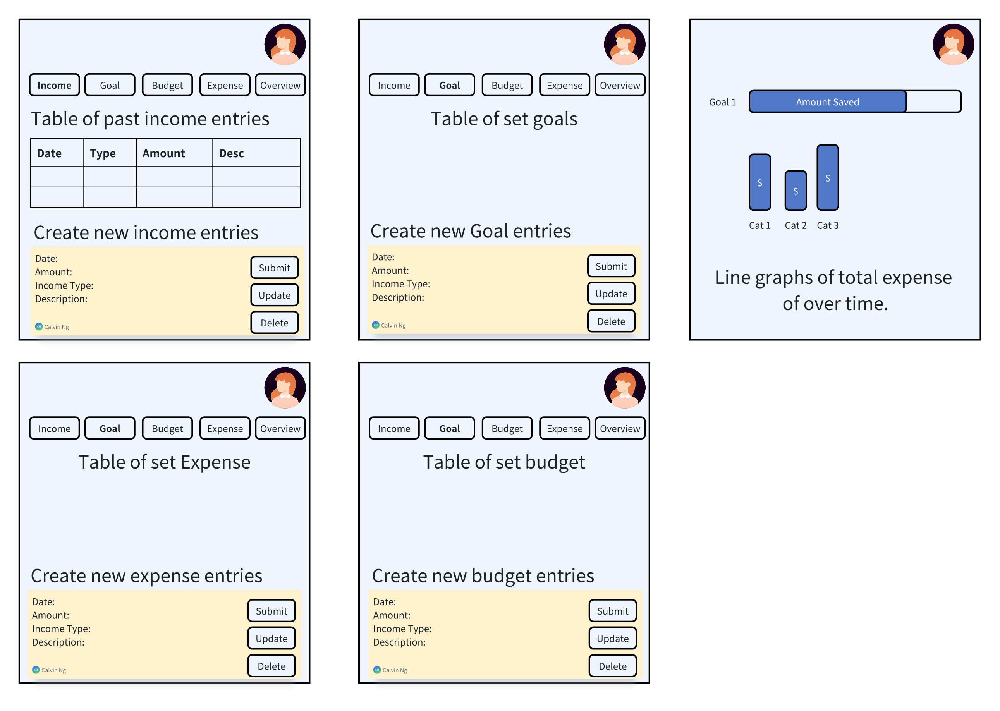 Income Goal Budget Expense Overview
Table of past income entries
Date Type Amount Desc
Create new income entries
Date:
Amount:
Income Type:
Description:
Submit
Update
Delete
CN Calvin Ng
Income Goal Budget Expense Overview
Table of set goals
Create new Goal entries
Date:
Amount:
Income Type:
Description:
Submit
Update
Delete
CN Calvin Ng
Goal 1 Amount Saved
$ $ $
Cat 1 Cat 2 Cat 3
Line graphs of total expense
of over time.
Income Goal Budget Expense Overview
Table of set Expense
Create new expense entries
Date:
Amount:
Income Type:
Description:
Submit
Update
Delete
CN Calvin Ng
Income Goal Budget Expense Overview
Table of set budget
Create new budget entries
Date:
Amount:
Income Type:
Description:
Submit
Update
Delete
CN Calvin Ng